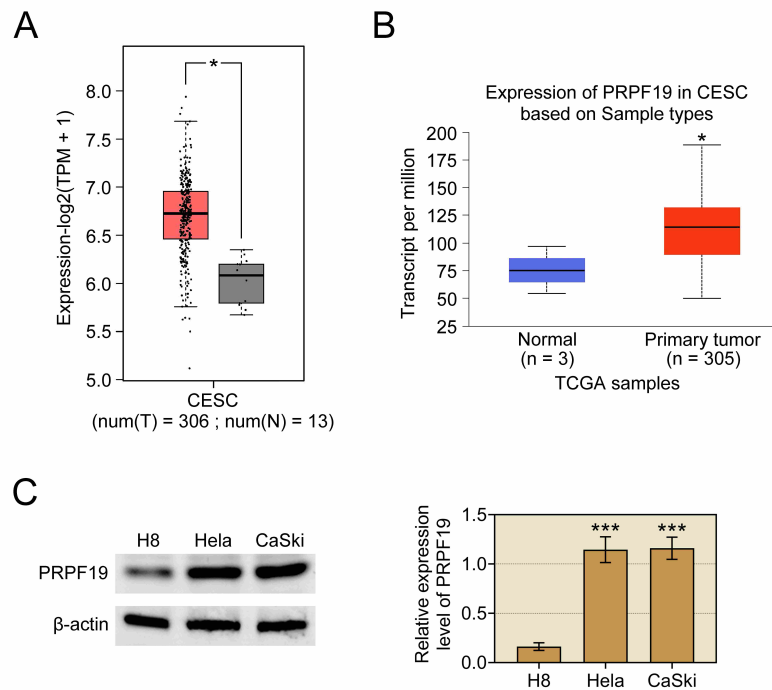 A
*
Expression-log2(TPM + 1)
8.0
7.5
7.0
6.5
6.0
5.5
5.0
CESC
(num(T) = 306 ; num(N) = 13)
B
Expression of PRPF19 in CESC
based on Sample types
*
Transcript per million
200
175
150
125
100
75
50
25
Normal
(n = 3)
Primary tumor
(n = 305)
TCGA samples
C
H8 Hela CaSki
PRPF19
β-actin
Relative expression
level of PRPF19
1.5
1.0
0.5
0.0
*** ***
H8 Hela CaSki